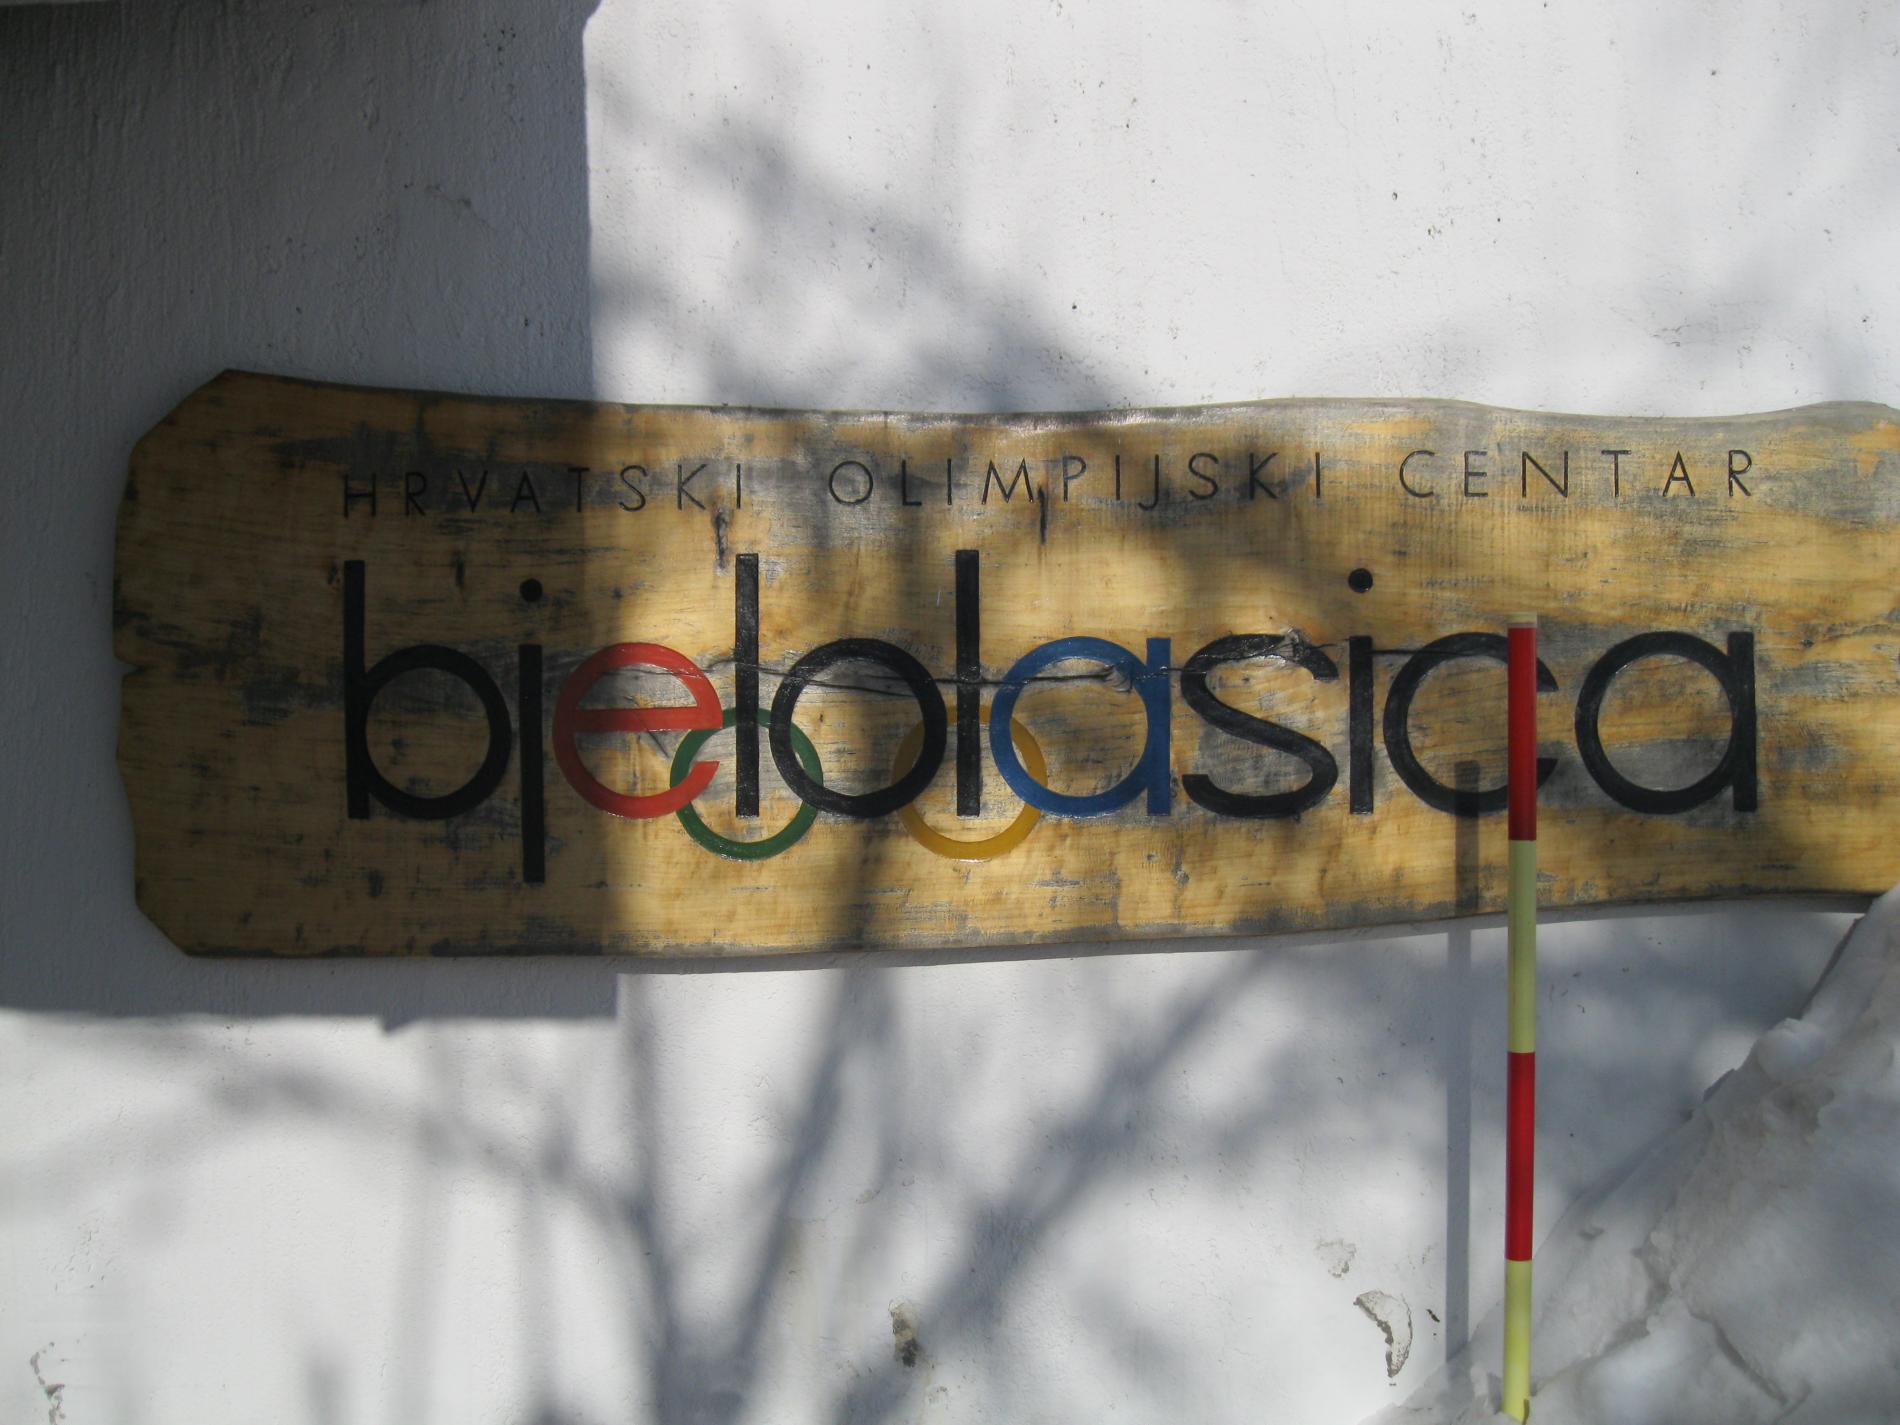 HRVATSKI OLIMPIJSKI CENTAR
bjelolasica